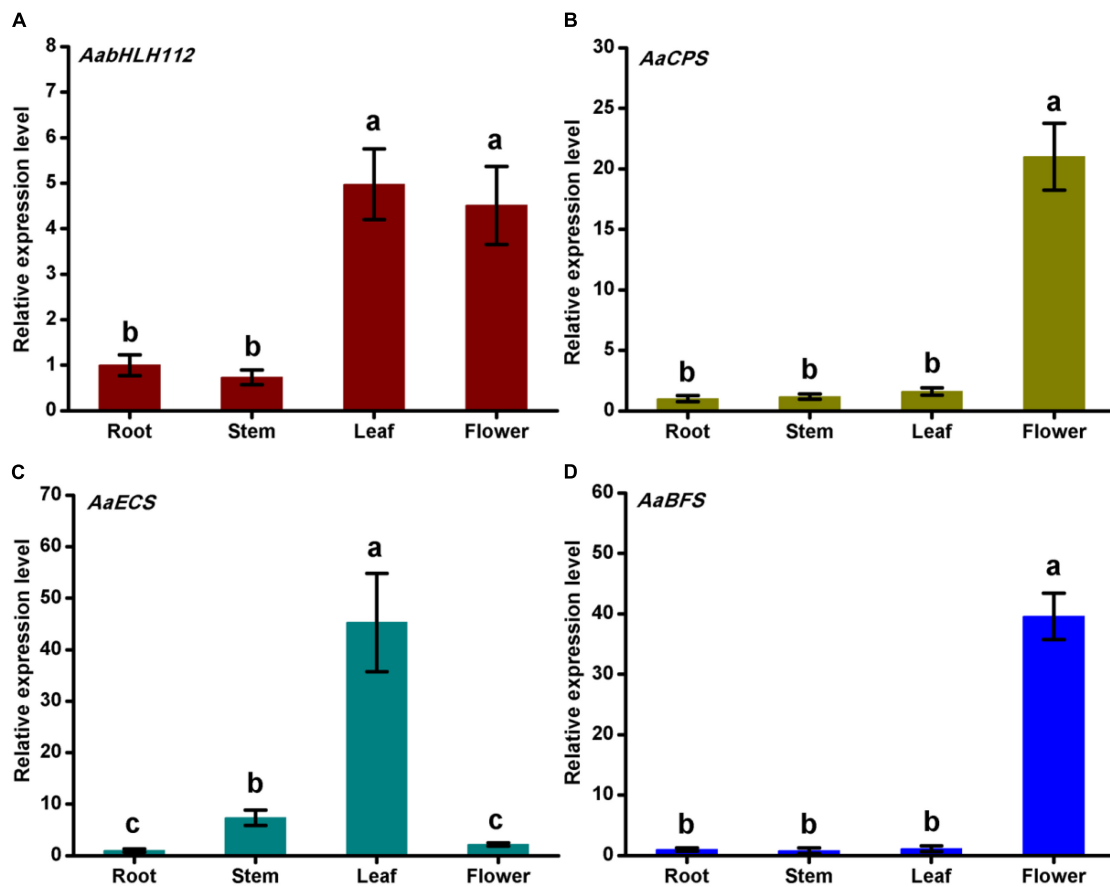 A
AabHLH112
Relative expression level
8
7
6
5
4
3
2
1
0
b
b
a
a
Root Stem Leaf Flower
B
AaCPS
Relative expression level
30
25
20
15
10
5
0
b
b
b
a
Root Stem Leaf Flower
C
AaECS
Relative expression level
70
60
50
40
30
20
10
0
c
b
a
c
Root Stem Leaf Flower
D
AaBFS
Relative expression level
60
50
40
30
20
10
0
b
b
b
a
Root Stem Leaf Flower